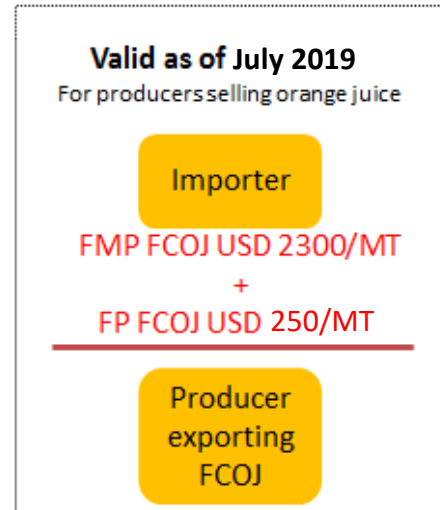 Valid as of July 2019
For producers selling orange juice
Importer
FMP FCOJ USD 2300/MT
+
FP FCOJ USD 250/MT
Producer
exporting
FCOJ